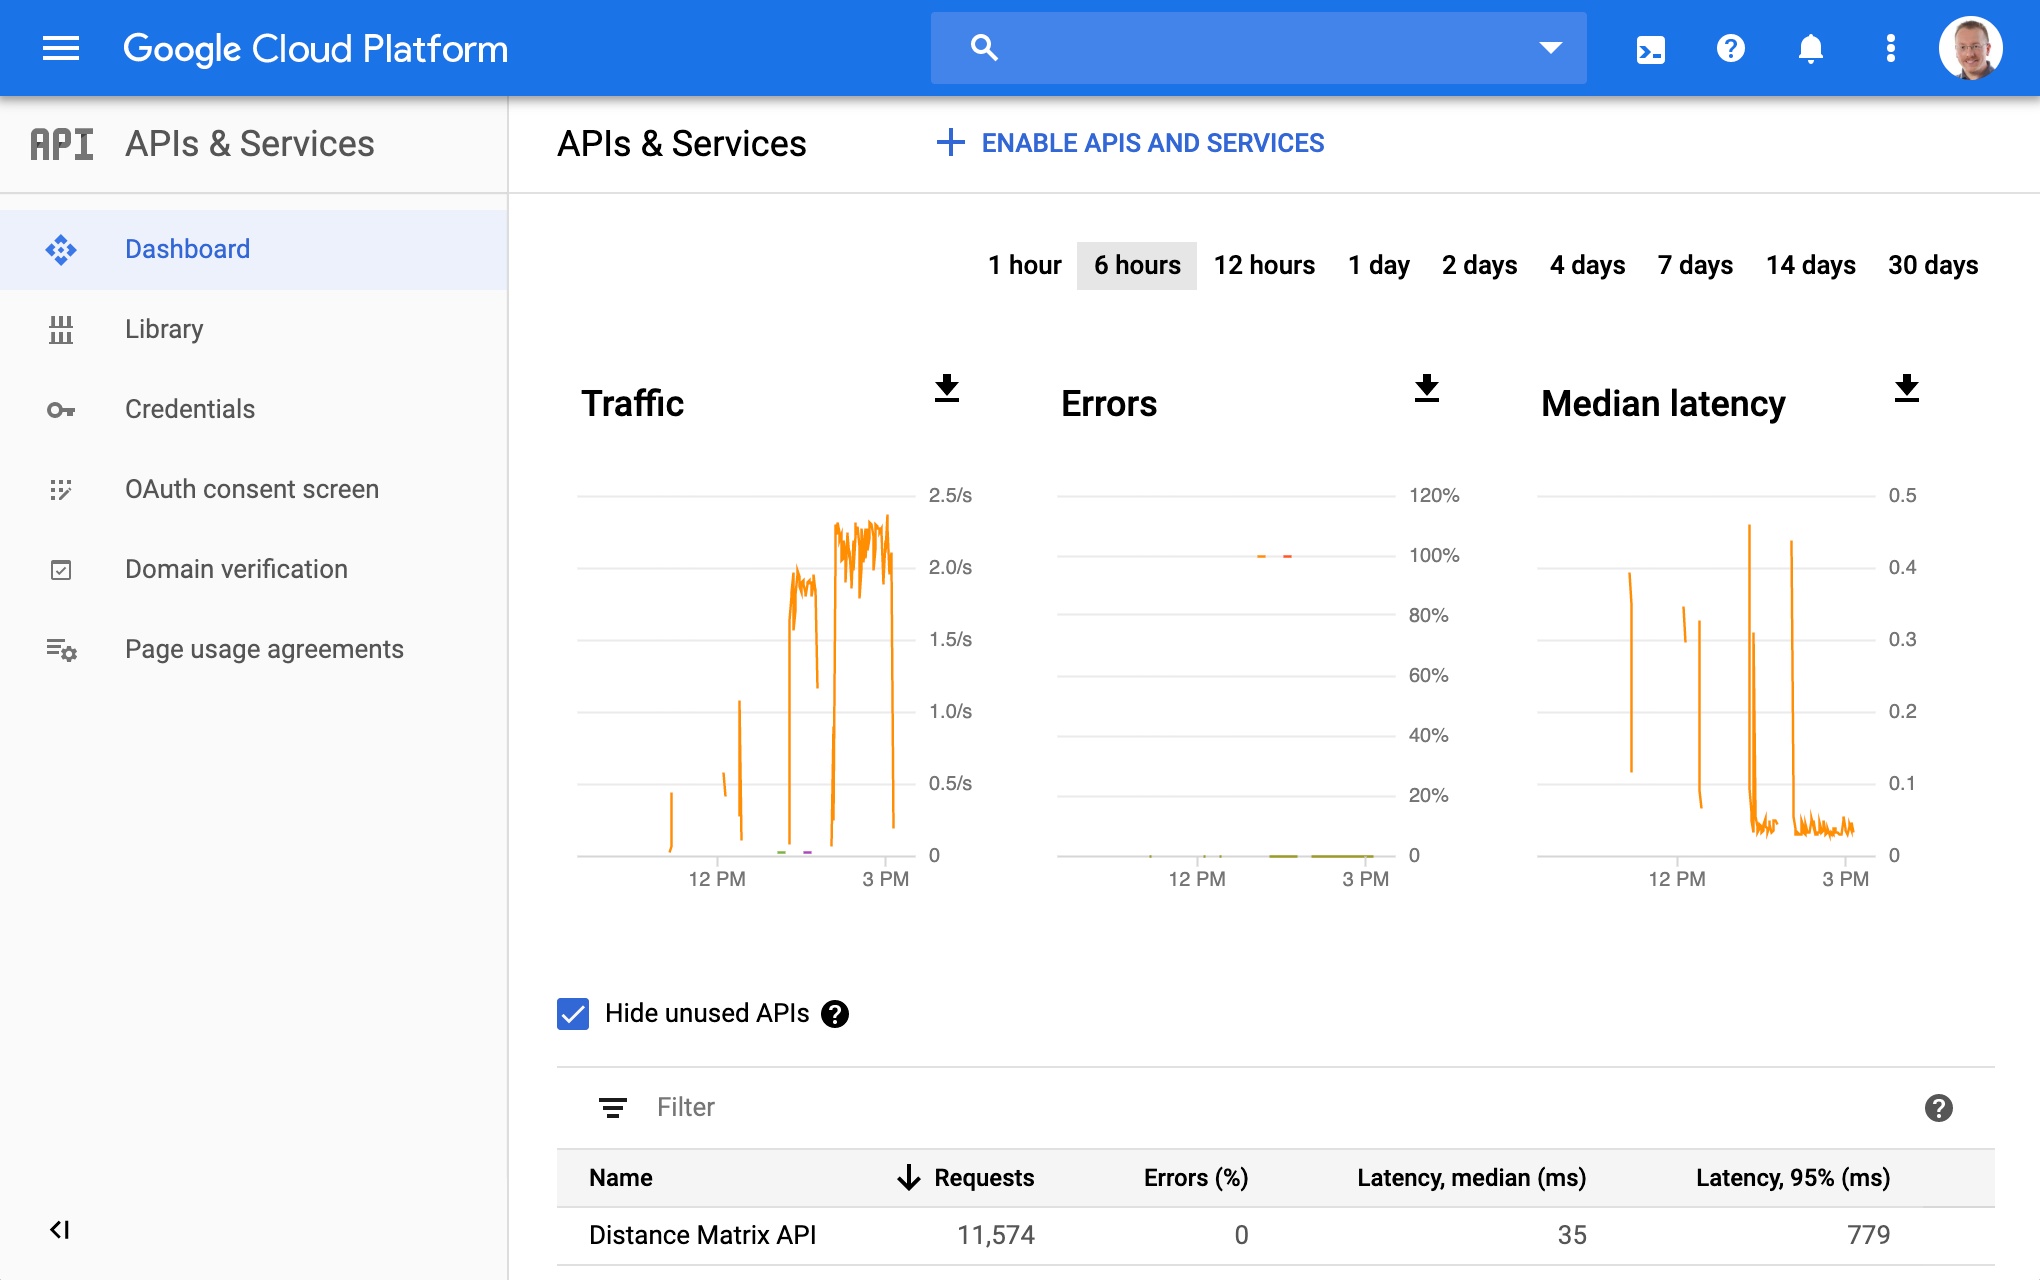 Google Cloud Platform
API APIs & Services
APIs & Services
ENABLE APIS AND SERVICES
Dashboard
Library
Credentials
OAuth consent screen
Domain verification
Page usage agreements
1 hour 6 hours 12 hours 1 day 2 days 4 days 7 days 14 days 30 days
Traffic
2.5/s
2.0/s
1.5/s
1.0/s
0.5/s
0
12 PM 3 PM
Errors
120%
100%
80%
60%
40%
20%
0
12 PM 3 PM
Median latency
0.5
0.4
0.3
0.2
0.1
0
12 PM 3 PM
Hide unused APIs
Filter
Name Requests Errors (%) Latency, median (ms) Latency, 95% (ms)
Distance Matrix API 11,574 0 35 779